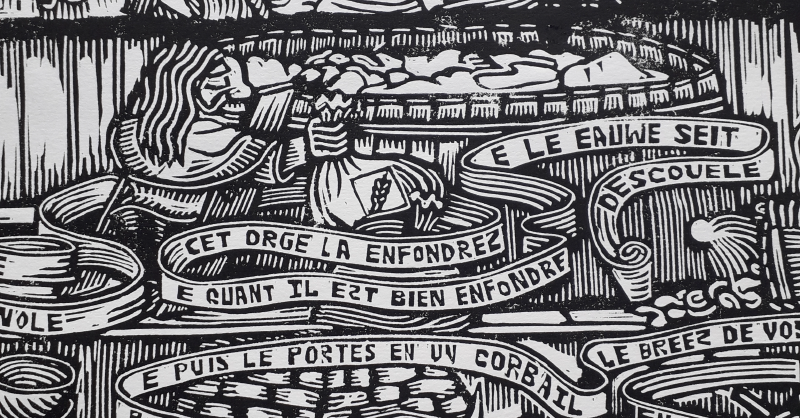 CET ORGE LA ENFONDREZ
E QUANT IL EZT BIEN ENFONDRE
E LE EAUWE SEIT
DESCOUELE
VOLE
E PUIS LE PORTES EN UN CORBAIL
LE BREEZ DE VOS